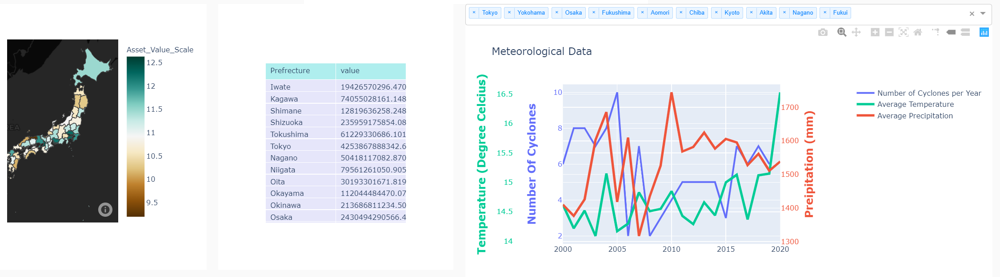 × Tokyo × Yokohama × Osaka × Fukushima × Aomori × Chiba × Kyoto × Akita × Nagano × Fukui
Asset_Value_Scale
12.5
12
11.5
11
10.5
10
9.5
REA
Prefrecture value
Iwate 19426570296.470
Kagawa 74055028161.148
Shimane 12819636258.248
Shizuoka 235959175854.08
Tokushima 61229330686.101
Tokyo 4253867888342.6
Nagano 50418117082.870
Niigata 79561261050.905
Oita 30193301671.819
Okayama 112044484470.07
Okinawa 213686811234.50
Osaka 2430494290566.4
Meteorological Data
Temperature (Degree Celcius)
16.5
16
15.5
15
14.5
14
Number Of Cyclones
10
8
6
4
2
2000 2005 2010 2015 2020
1700
1600
1500
1400
1300
Preipitation (mm)
Number of Cyclones per Year
Average Temperature
Average Precipitation